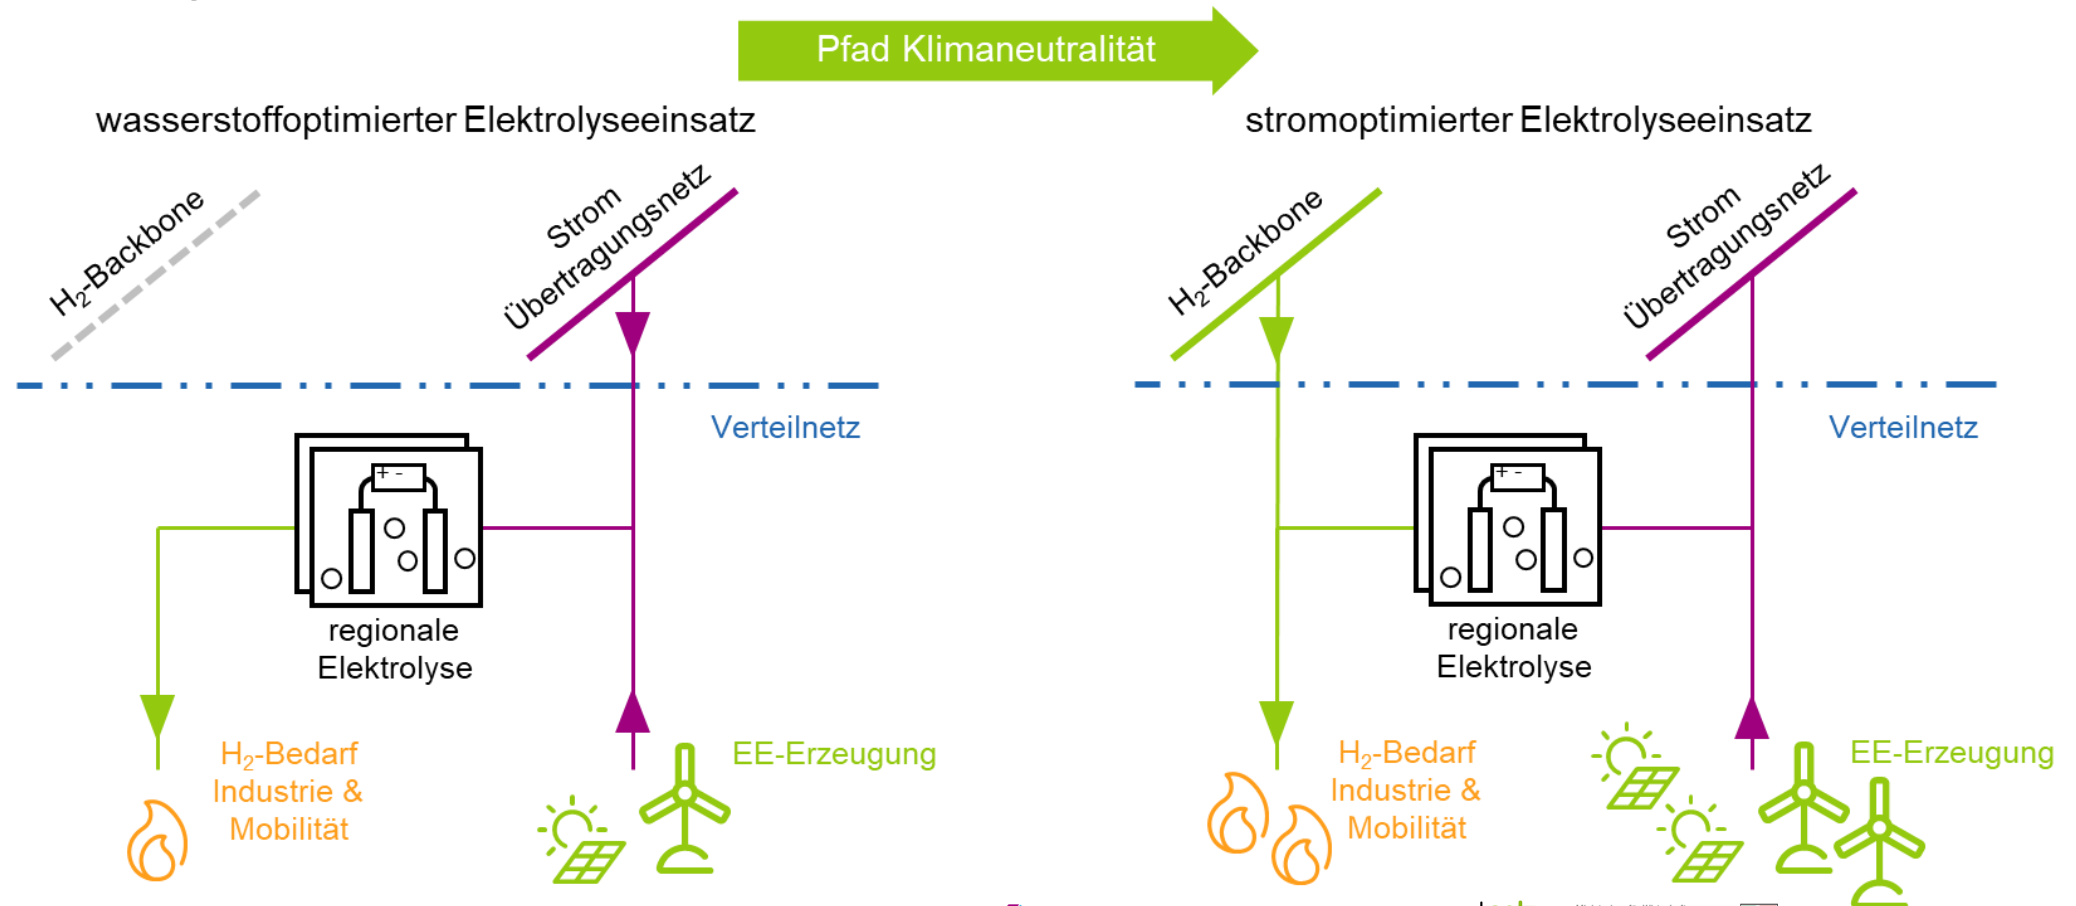 Pfad Klimaneutralität
wasserstoffoptimierter Elektrolyseeinsatz
H₂-Backbone
Strom
Übertragungsnetz
Verteilnetz
+ -
regionale
Elektrolyse
H₂-Bedarf
Industrie &
Mobilität
EE-Erzeugung
stromoptimierter Elektrolyseeinsatz
H₂-Backbone
Strom
Übertragungsnetz
Verteilnetz
+ -
regionale
Elektrolyse
H₂-Bedarf
Industrie &
Mobilität
EE-Erzeugung